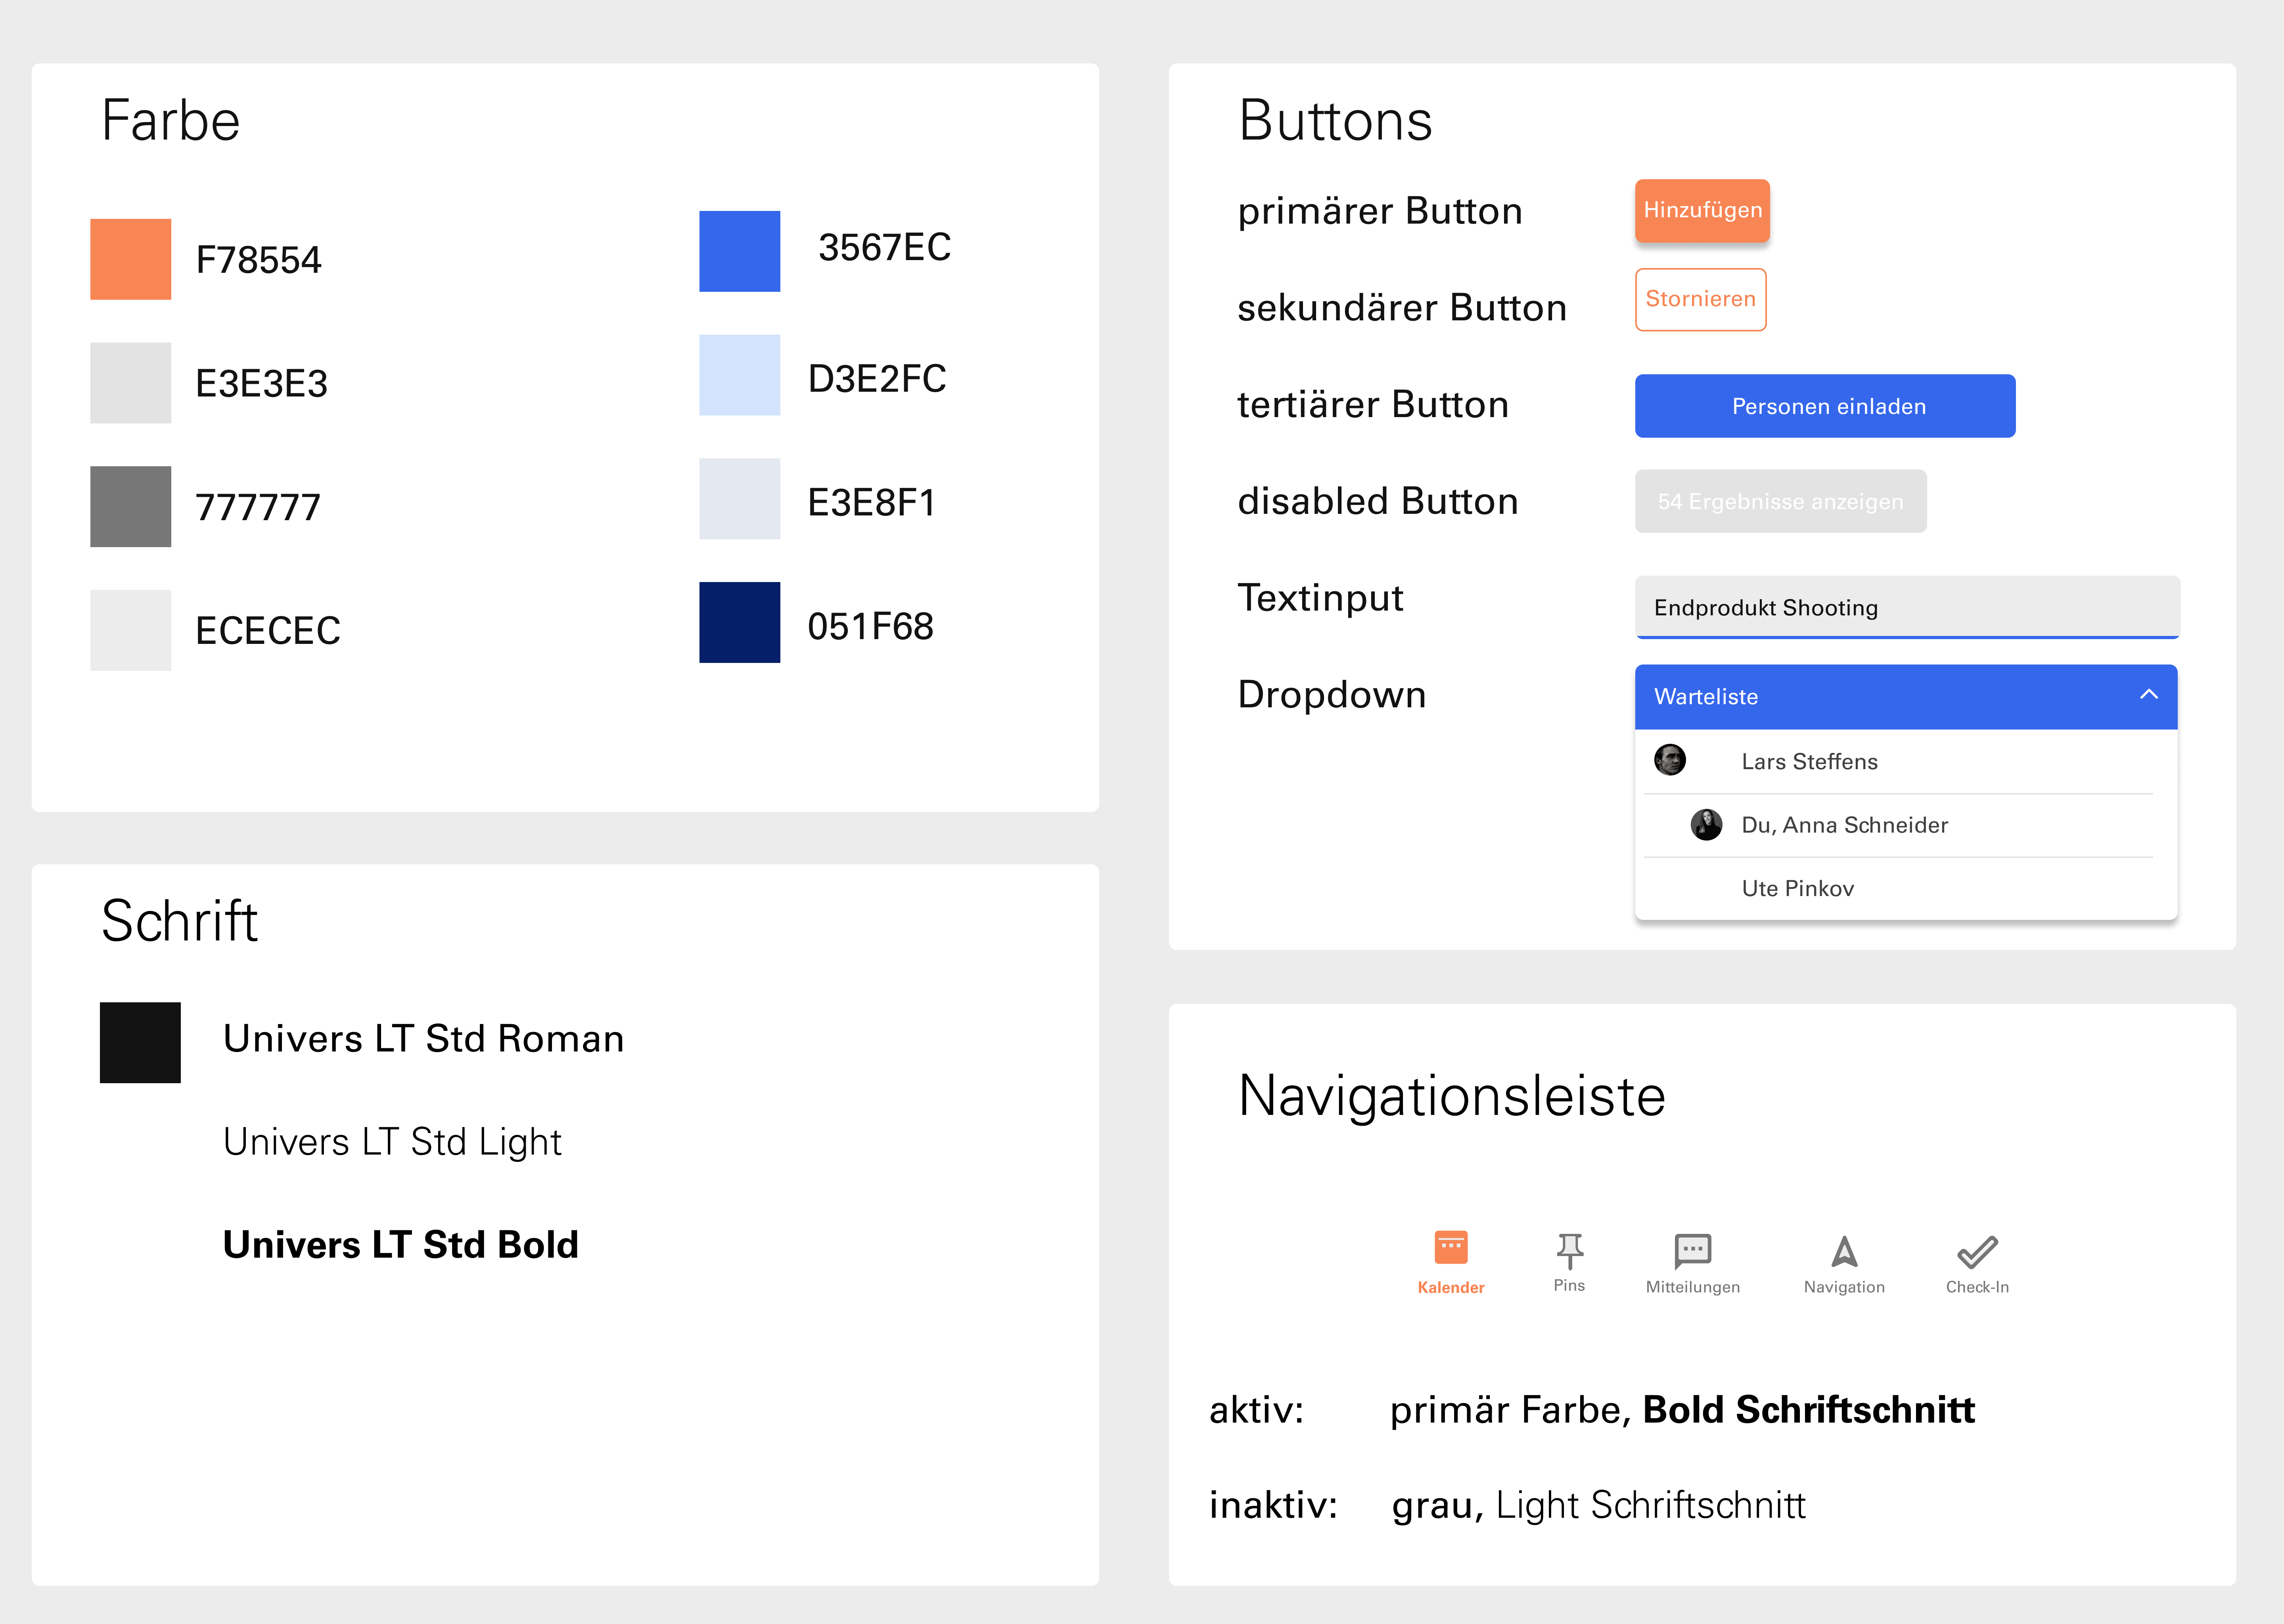 Farbe
F78554
E3E3E3
777777
ECECEC
3567EC
D3E2FC
E3E8F1
051F68
Schrift
Univers LT Std Roman
Univers LT Std Light
Univers LT Std Bold
Buttons
primärer Button
Hinzufügen
sekundärer Button
Stornieren
tertiärer Button
Personen einladen
disabled Button
54 Ergebnisse anzeigen
Textinput
Endprodukt Shooting
Dropdown
Warteliste
Lars Steffens
Du, Anna Schneider
Ute Pinkov
Navigationsleiste
Kalender
Pins
Mitteilungen
Navigation
Check-In
aktiv: primär Farbe, Bold Schriftschnitt
inaktiv: grau, Light Schriftschnitt